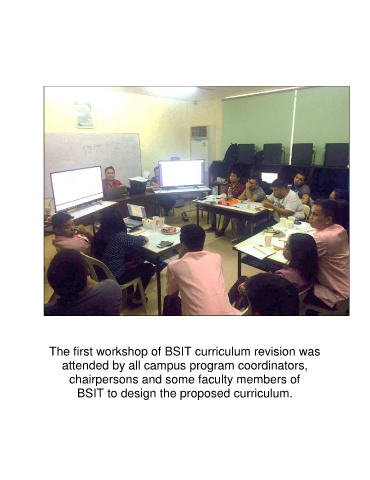 The first workshop of BSIT curriculum revision was
attended by all campus program coordinators,
chairpersons and some faculty members of
BSIT to design the proposed curriculum.